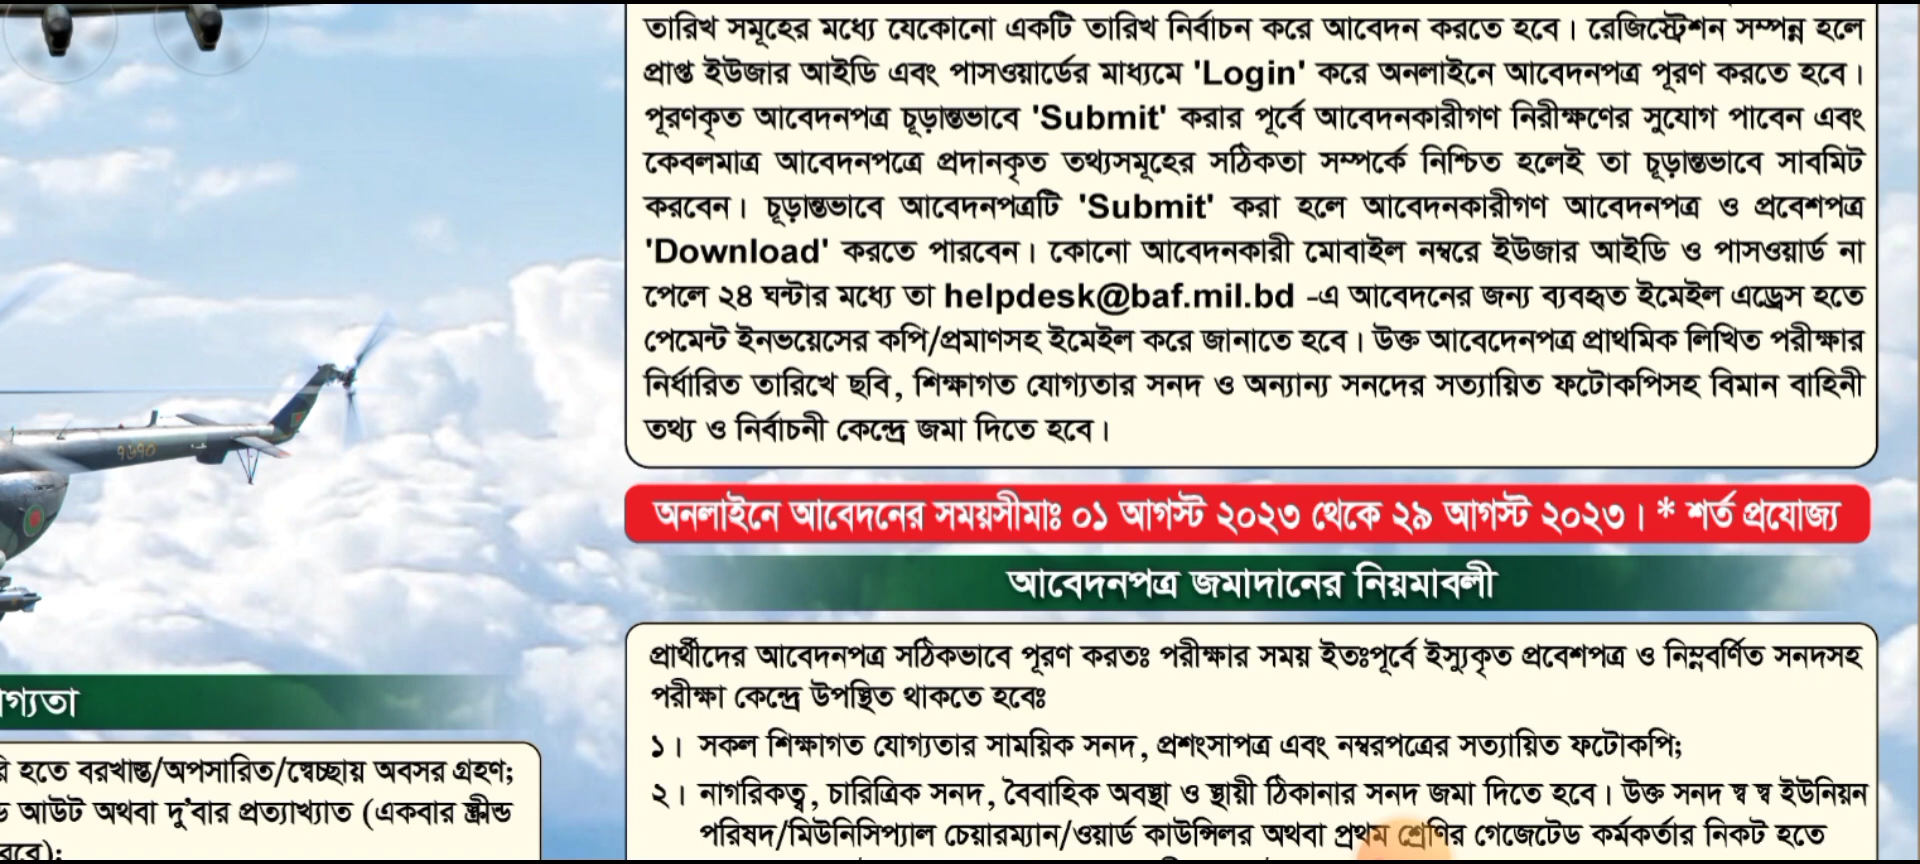 তারিখ সমূহের মধ্যে যেকোনো একটি তারিখ নির্বাচন করে আবেদন করতে হবে। রেজিস্ট্রেশন সম্পন্ন হলে
প্রাপ্ত ইউজার আইডি এবং পাসওয়ার্ডের মাধ্যমে 'Login' করে অনলাইনে আবেদনপত্র পূরণ করতে হবে।
পূরণকৃত আবেদনপত্র চূড়ান্তভাবে 'Submit' করার পূর্বে আবেদনকারীগণ নিরীক্ষণের সুযোগ পাবেন এবং
কেবলমাত্র আবেদনপত্রে প্রদানকৃত তথ্যসমূহের সঠিকতা সম্পর্কে নিশ্চিত হলেই তা চূড়ান্তভাবে সাবমিট
করবেন। চূড়ান্তভাবে আবেদনপত্রটি 'Submit' করা হলে আবেদনকারীগণ আবেদনপত্র ও প্রবেশপত্র
'Download' করতে পারবেন। কোনো আবেদনকারী মোবাইল নম্বরে ইউজার আইডি ও পাসওয়ার্ড না
পেলে ২৪ ঘন্টার মধ্যে তা helpdesk@baf.mil.bd -এ আবেদনের জন্য ব্যবহৃত ইমেইল এড্রেস হতে
পেমেন্ট ইনভয়েসের কপি/প্রমাণসহ ইমেইল করে জানাতে হবে। উক্ত আবেদেনপত্র প্রাথমিক লিখিত পরীক্ষার
নির্ধারিত তারিখে ছবি, শিক্ষাগত যোগ্যতার সনদ ও অন্যান্য সনদের সত্যায়িত ফটোকপিসহ বিমান বাহিনী
তথ্য ও নির্বাচনী কেন্দ্রে জমা দিতে হবে।
৭৬৭০
অনলাইনে আবেদনের সময়সীমাঃ ০১ আগস্ট ২০২৩ থেকে ২৯ আগস্ট ২০২৩। * শর্ত প্রযোজ্য
আবেদনপত্র জমাদানের নিয়মাবলী
প্রার্থীদের আবেদনপত্র সঠিকভাবে পূরণ করতঃ পরীক্ষার সময় ইতঃপূর্বে ইস্যুকৃত প্রবেশপত্র ও নিম্নবর্ণিত সনদসহ
পরীক্ষা কেন্দ্রে উপস্থিত থাকতে হবেঃ
১। সকল শিক্ষাগত যোগ্যতার সাময়িক সনদ, প্রশংসাপত্র এবং নম্বরপত্রের সত্যায়িত ফটোকপি;
২। নাগরিকত্ব, চারিত্রিক সনদ, বৈবাহিক অবস্থা ও স্থায়ী ঠিকানার সনদ জমা দিতে হবে। উক্ত সনদ স্ব স্ব ইউনিয়ন
পরিষদ/মিউনিসিপ্যাল চেয়ারম্যান/ওয়ার্ড কাউন্সিলর অথবা প্রথম শ্রেণির গেজেটেড কর্মকর্তার নিকট হতে
গ্যতা
হতে বরখাস্ত/অপসারিত/স্বেচ্ছায় অবসর গ্রহণ;
আউট অথবা দু'বার প্রত্যাখ্যাত (একবার স্ক্রীন্ড